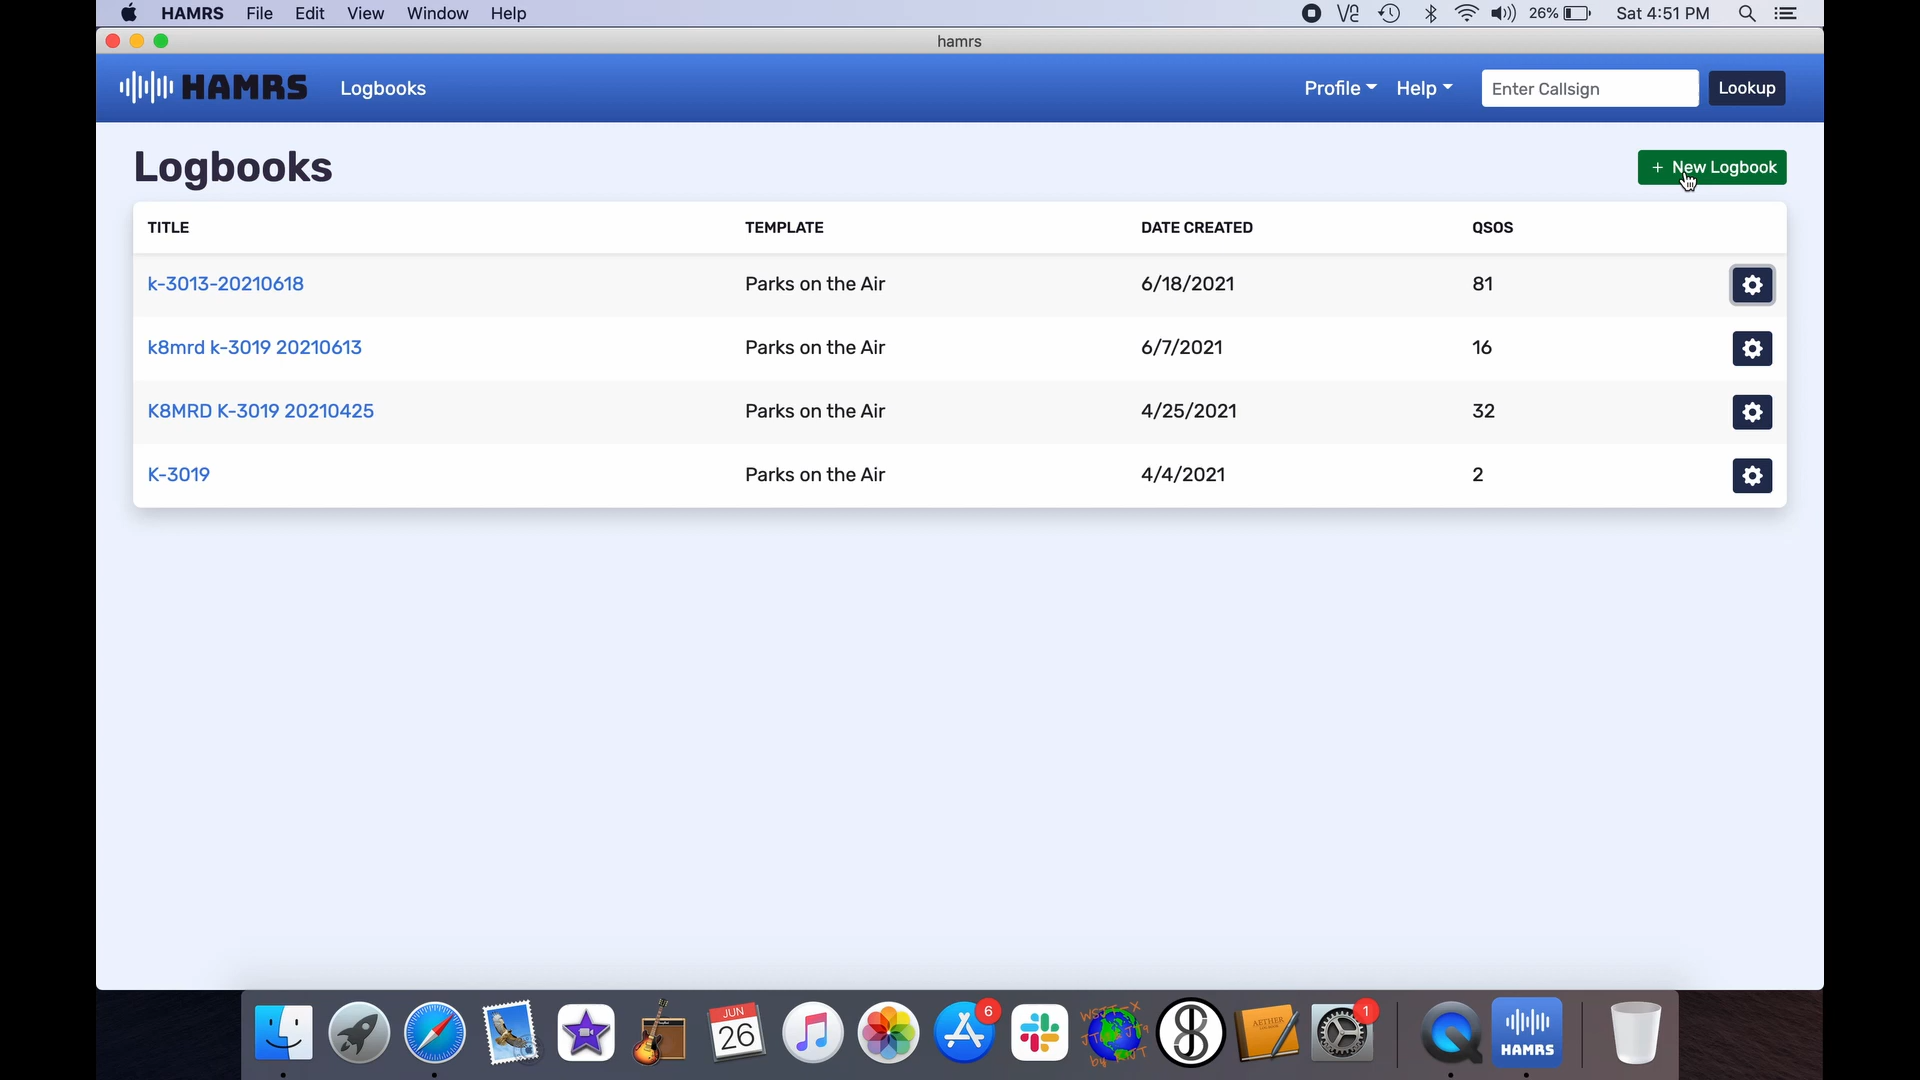 HAMRS File Edit View Window Help 26% Sat 4:51 PM
hamrs
HAMRS Logbooks Profile Help Enter Callsign Lookup
Logbooks + New Logbook
TITLE TEMPLATE DATE CREATED QSOS
k-3013-20210618 Parks on the Air 6/18/2021 81
k8mrd k-3019 20210613 Parks on the Air 6/7/2021 16
K8MRD K-3019 20210425 Parks on the Air 4/25/2021 32
K-3019 Parks on the Air 4/4/2021 2
JUN 6 1
26 AETHER HAMRS